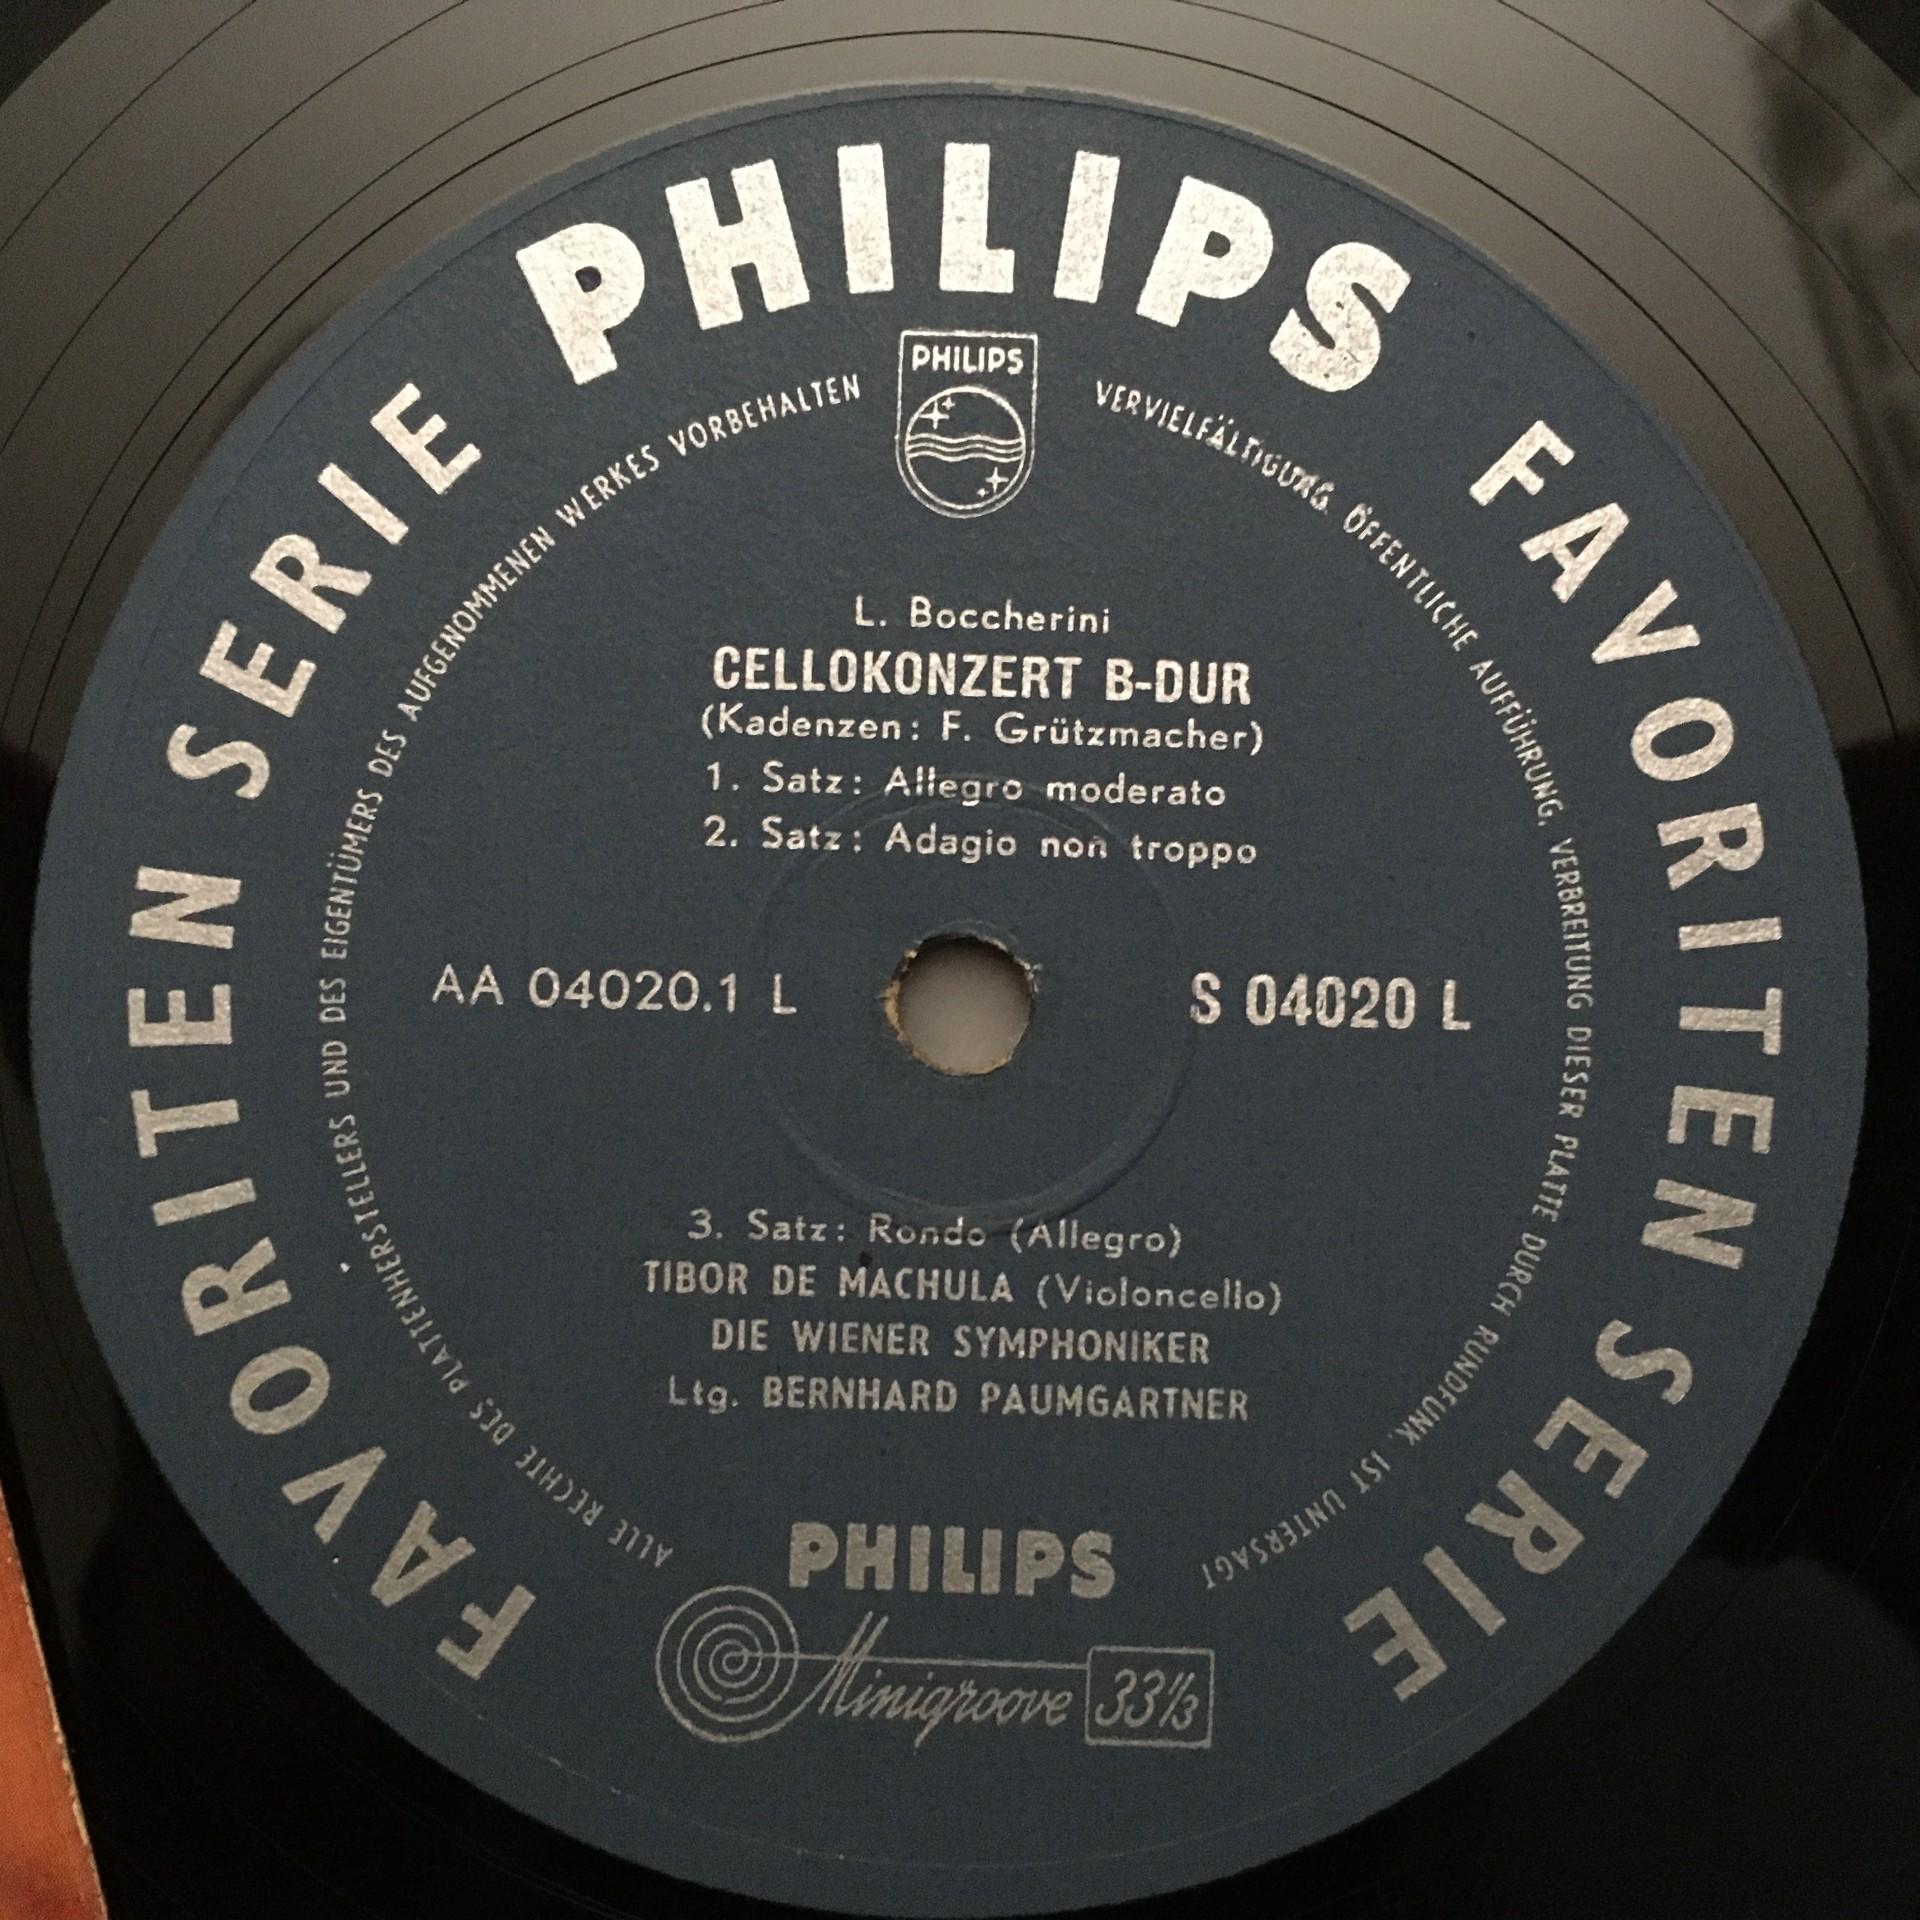 PHILIPS
FAVORITEN SERIE
FAVORITEN SERIE
PHILIPS
ALLE RECHTE DES PLATTENHERSTELLERS UND DES EIGENTÜMERS DES AUFGENOMMENEN WERKES VORBEHALTEN
VERVIELFÄLTIGUNG, ÖFFENTLICHE AUFFÜHRUNG, VERBREITUNG DIESER PLATTE DURCH RUNDFUNK, IST UNTERSAGT
L. Boccherini
CELLOKONZERT B-DUR
(Kadenzen: F. Grützmacher)
1. Satz: Allegro moderato
2. Satz: Adagio non troppo
AA 04020.1 L
S 04020 L
3. Satz: Rondo (Allegro)
TIBOR DE MACHULA (Violoncello)
DIE WIENER SYMPHONIKER
Ltg. BERNHARD PAUMGARTNER
PHILIPS
Minigroove 33⅓